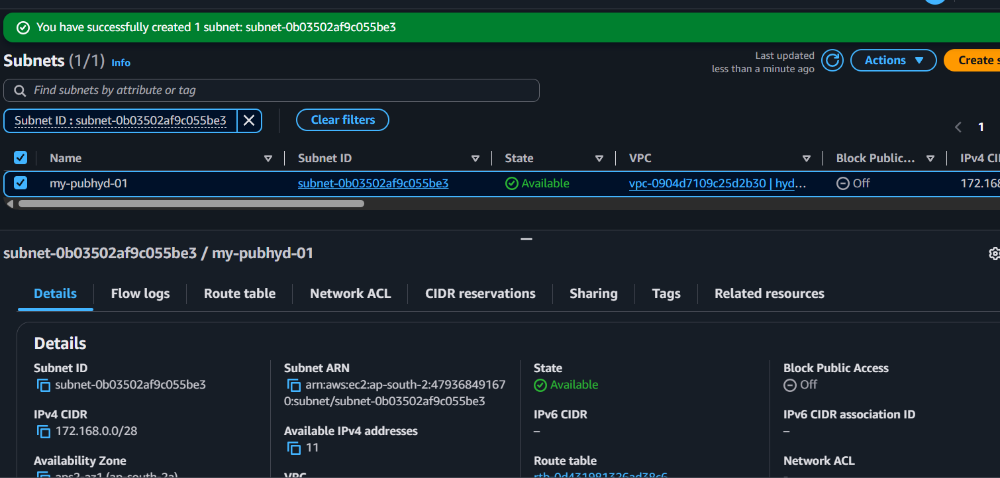 You have successfully created 1 subnet: subnet-0b03502af9c055be3
Subnets (1/1) Info
Last updated
less than a minute ago
Actions
Create s
Find subnets by attribute or tag
Subnet ID : subnet-0b03502af9c055be3
Clear filters
1
Name Subnet ID State VPC Block Public... IPv4 CI
my-pubhyd-01 subnet-0b03502af9c055be3 Available vpc-0904d7109c25d2b30 | hyd... Off 172.168
subnet-0b03502af9c055be3 / my-pubhyd-01
Details Flow logs Route table Network ACL CIDR reservations Sharing Tags Related resources
Details
Subnet ID
subnet-0b03502af9c055be3
IPv4 CIDR
172.168.0.0/28
Availability Zone
aps2-az1 (ap-south-2a)
Subnet ARN
arn:aws:ec2:ap-south-2:47936849167
0:subnet/subnet-0b03502af9c055be3
Available IPv4 addresses
11
VPC
State
Available
IPv6 CIDR
–
Route table
rtb-0d431981326ad38c6
Block Public Access
Off
IPv6 CIDR association ID
–
Network ACL